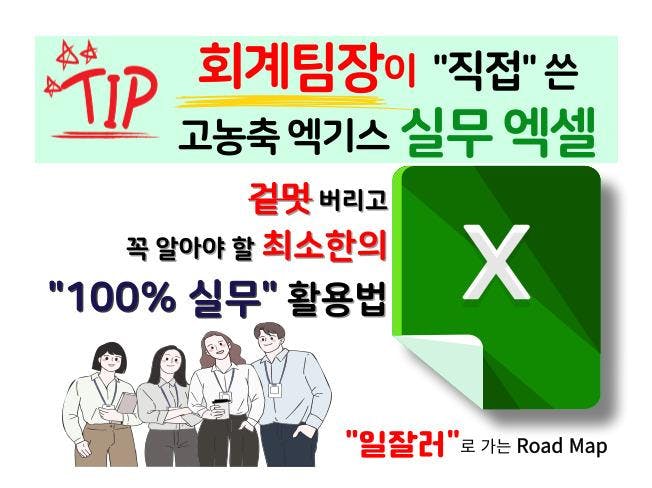 TIP
회계팀장이 "직접" 쓴
고농축 엑기스 실무 엑셀
겉멋 버리고
꼭 알아야 할 최소한의
"100% 실무" 활용법
X
"일잘러"로 가는 Road Map